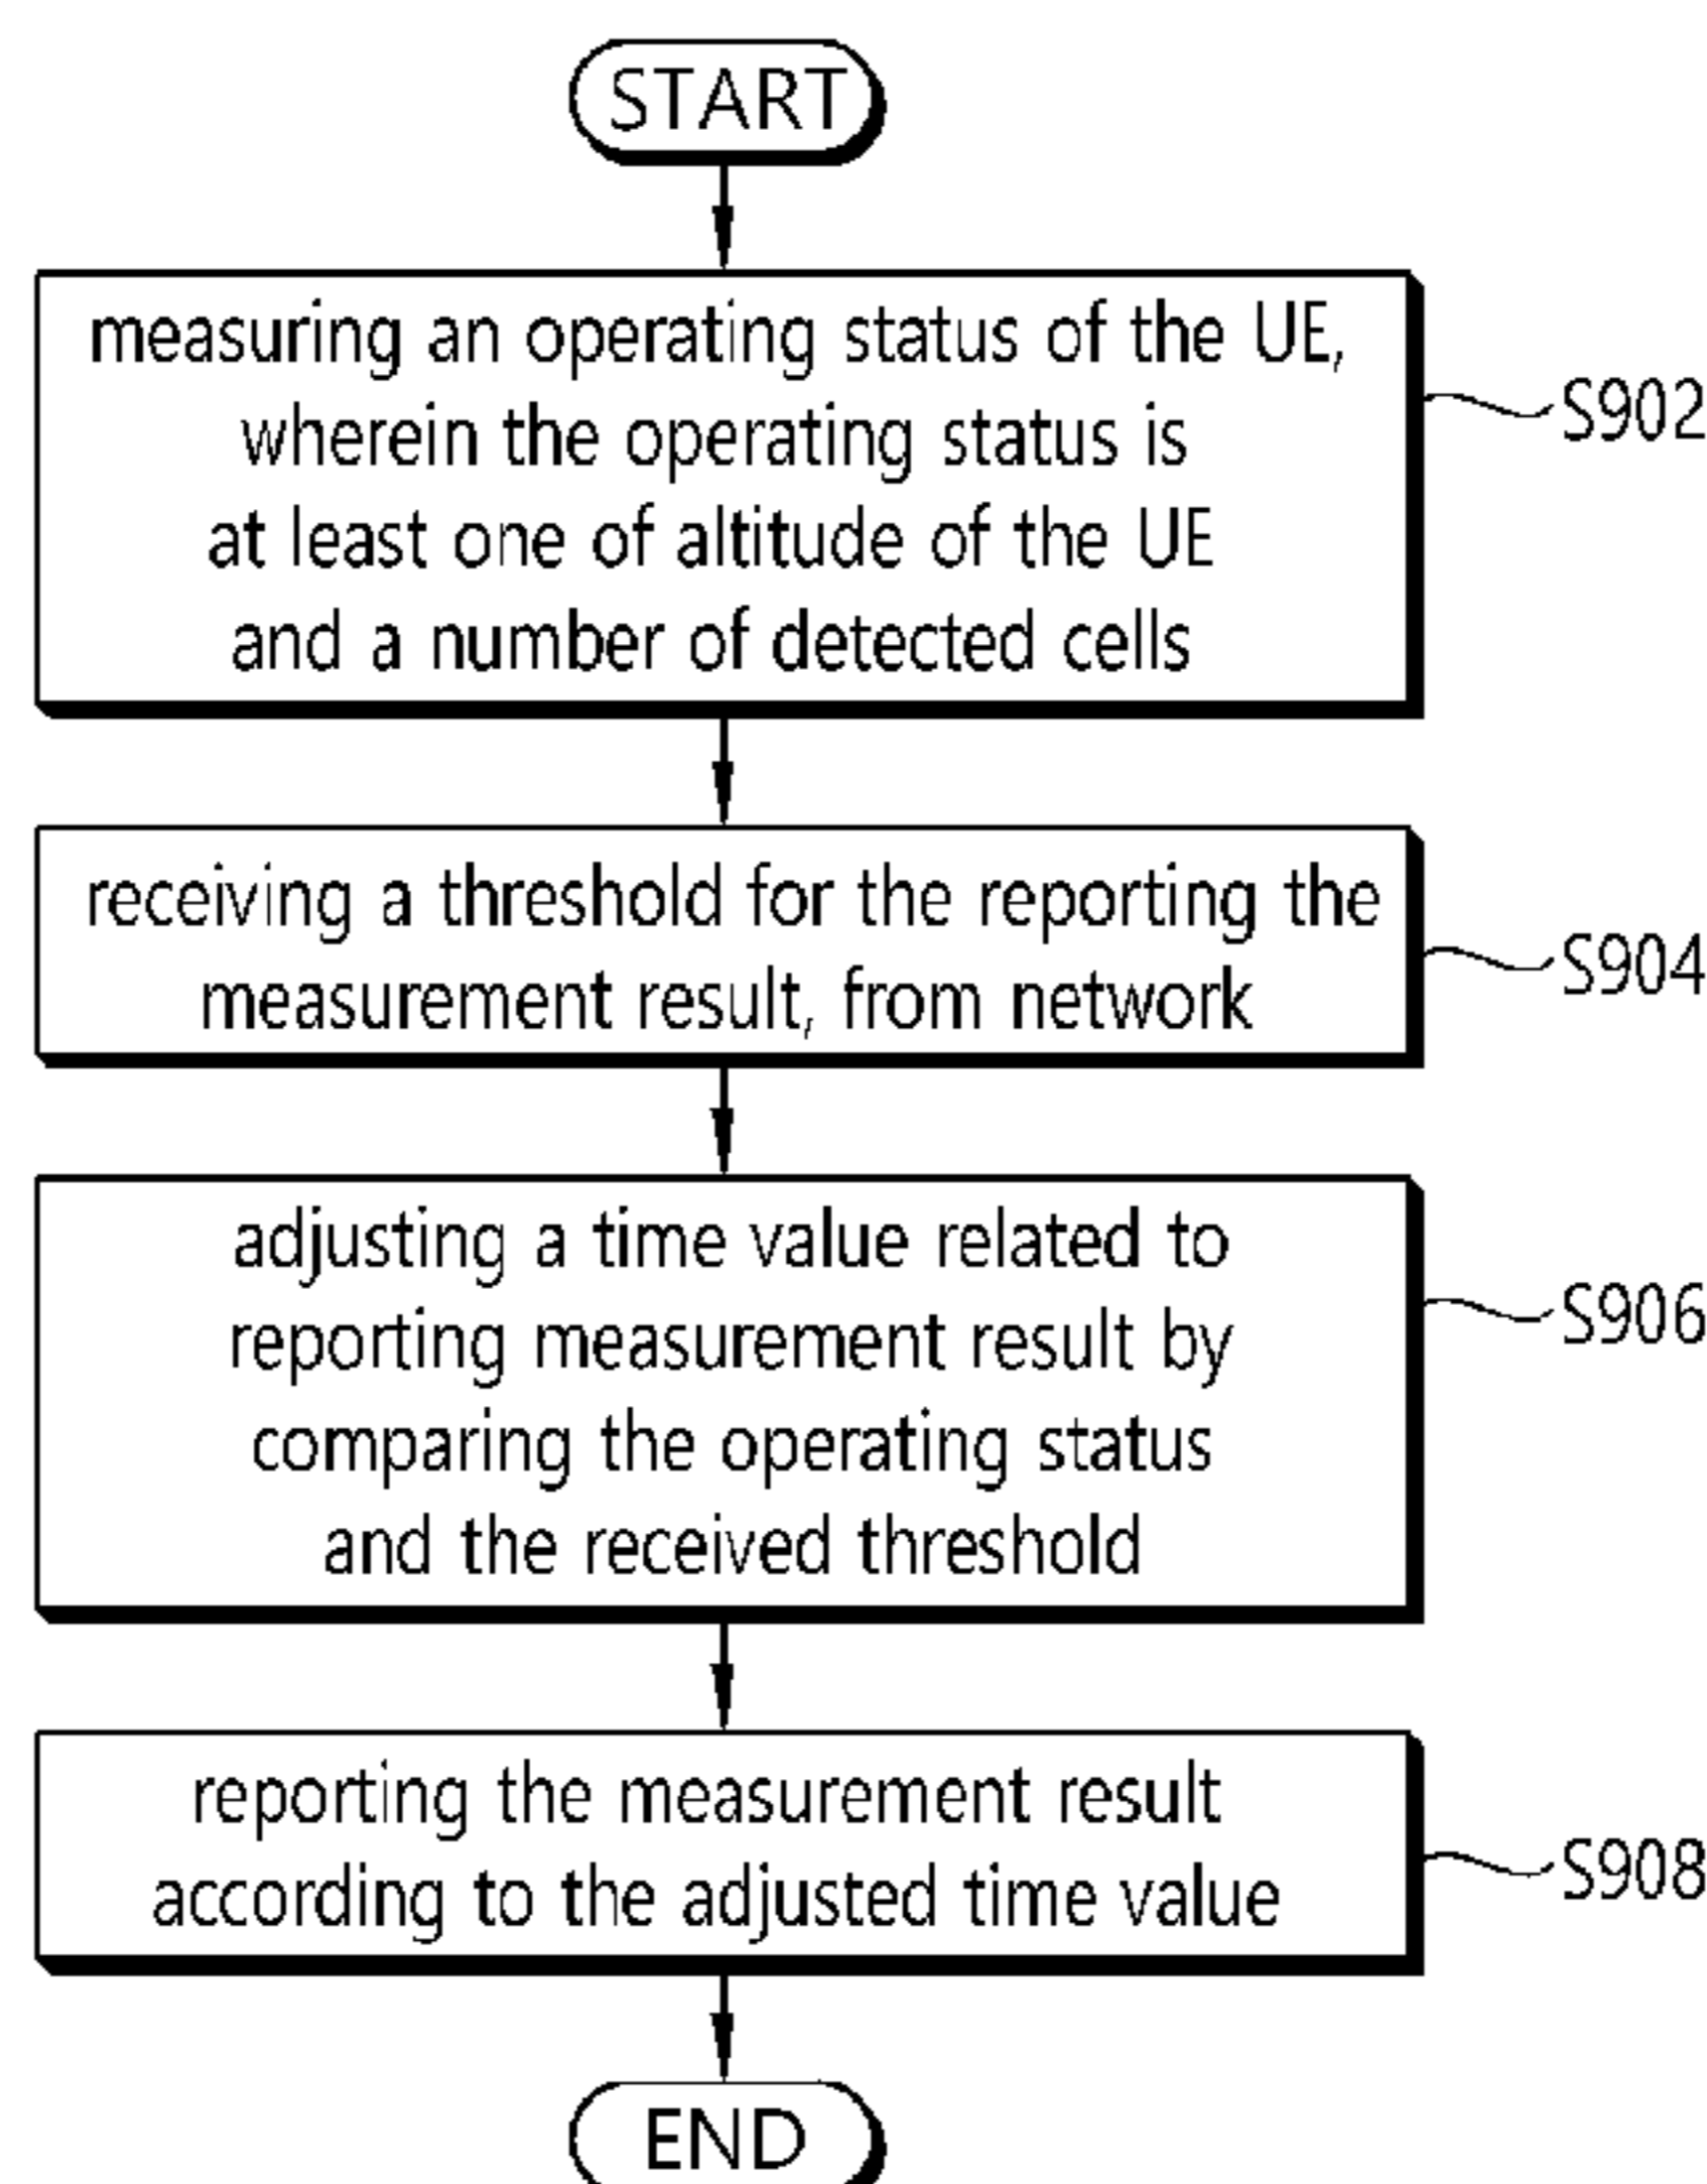 START
measuring an operating status of the UE,
wherein the operating status is
at least one of altitude of the UE
and a number of detected cells
S902
receiving a threshold for the reporting the
measurement result, from network
S904
adjusting a time value related to
reporting measurement result by
comparing the operating status
and the received threshold
S906
reporting the measurement result
according to the adjusted time value
S908
END